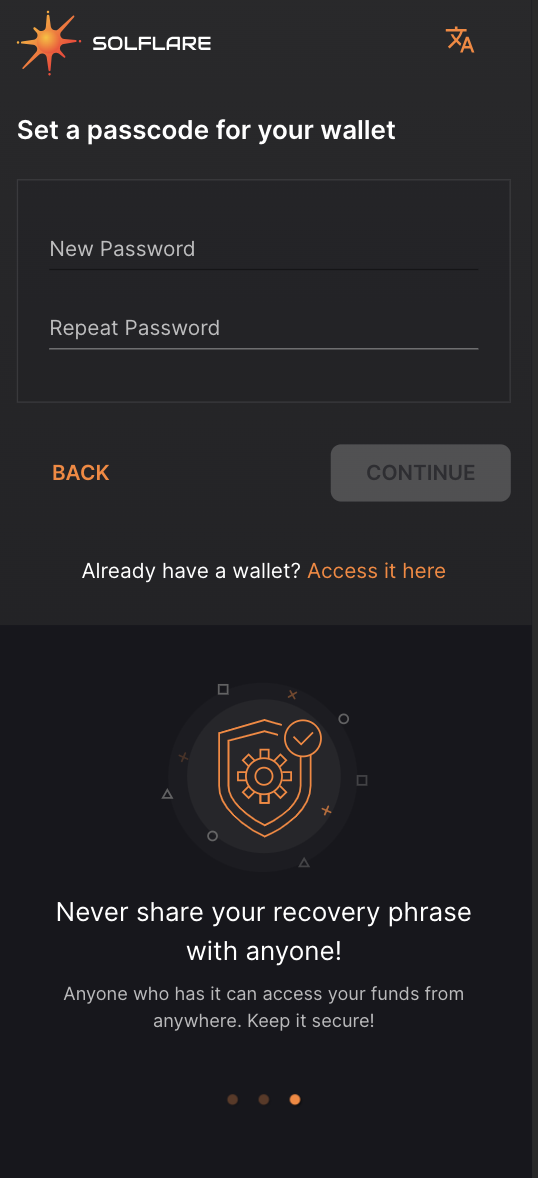 SOLFLARE
Set a passcode for your wallet
New Password
Repeat Password
BACK
CONTINUE
Already have a wallet? Access it here
Never share your recovery phrase
with anyone!
Anyone who has it can access your funds from
anywhere. Keep it secure!